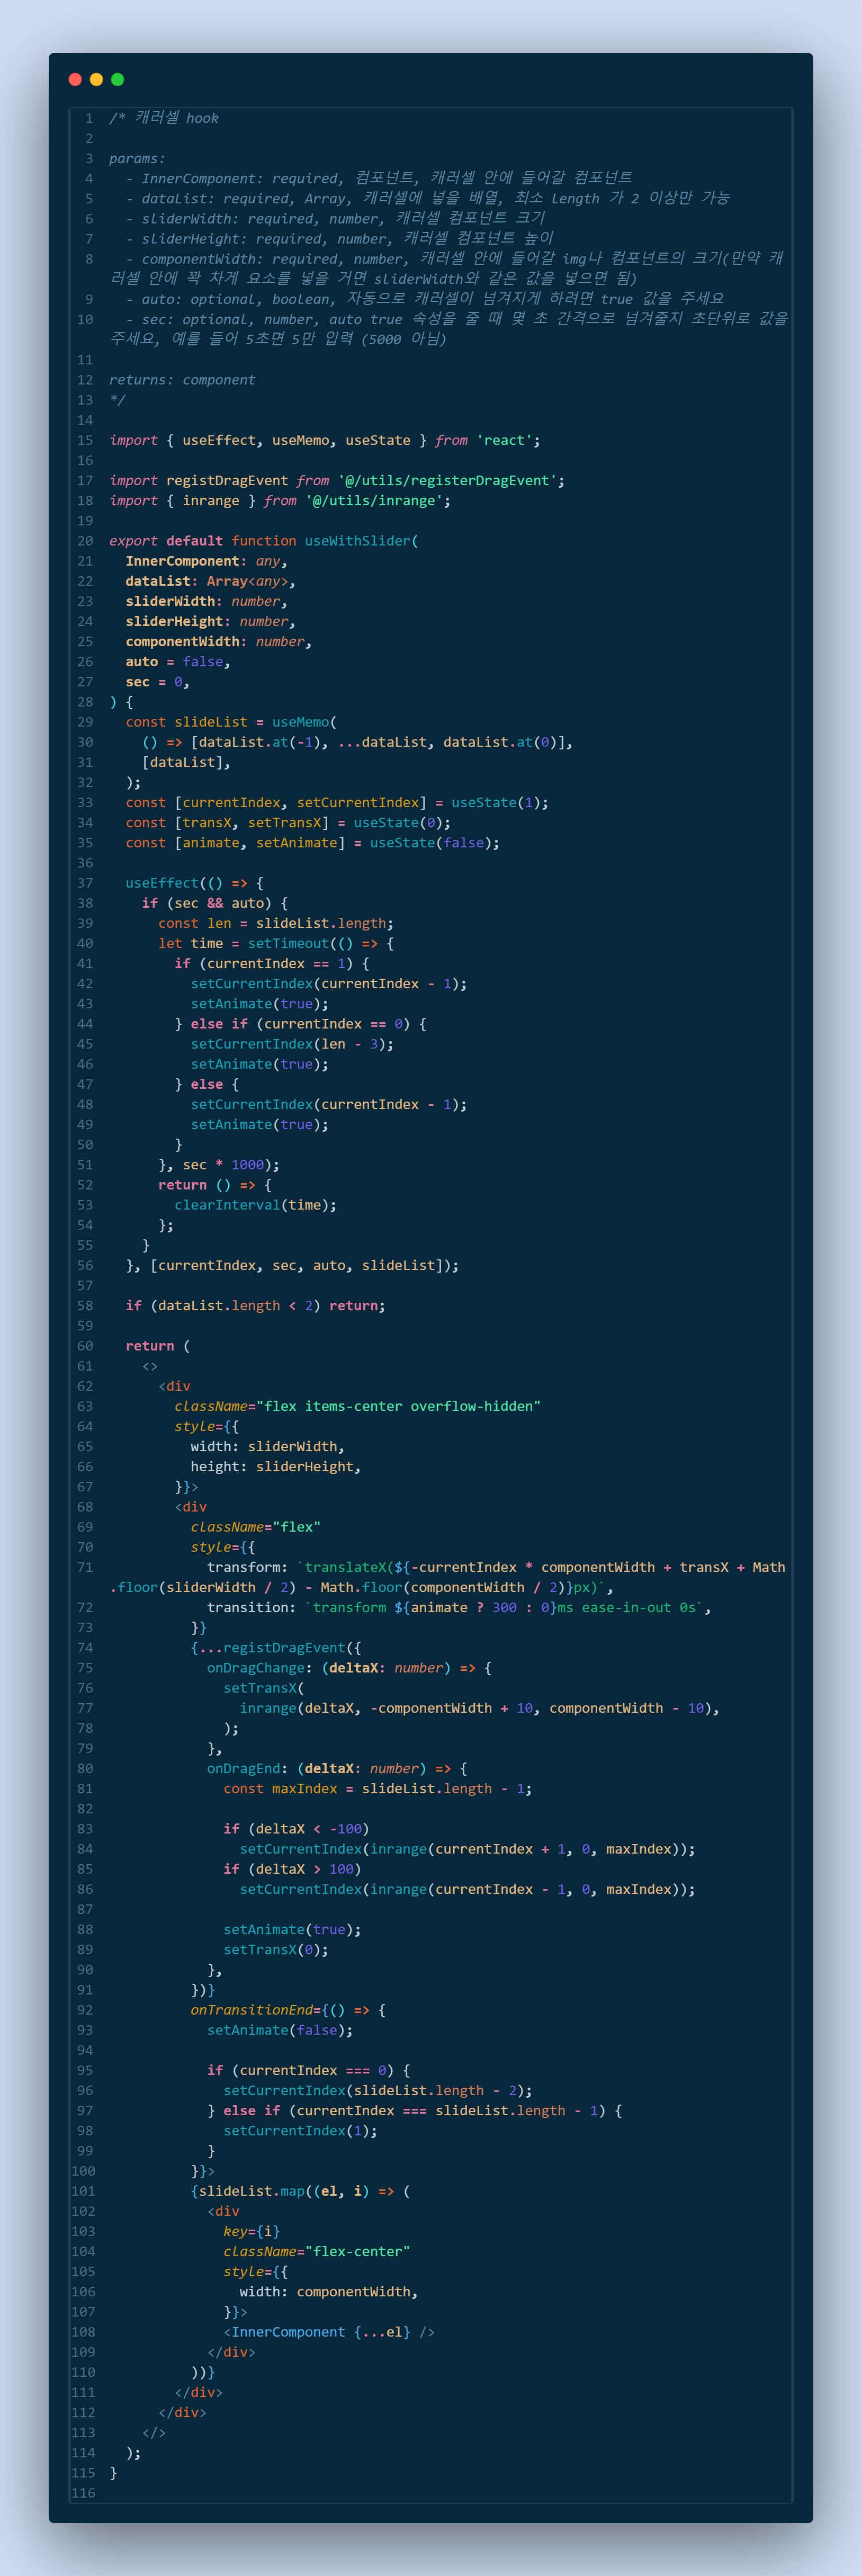 1 /* 캐러셀 hook
2
3 params:
4   - InnerComponent: required, 컴포넌트, 캐러셀 안에 들어갈 컴포넌트
5   - dataList: required, Array, 캐러셀에 넣을 배열, 최소 length 가 2 이상만 가능
6   - sliderWidth: required, number, 캐러셀 컴포넌트 크기
7   - sliderHeight: required, number, 캐러셀 컴포넌트 높이
8   - componentWidth: required, number, 캐러셀 안에 들어갈 img나 컴포넌트의 크기(만약 캐
러셀 안에 꽉 차게 요소를 넣을 거면 sliderWidth와 같은 값을 넣으면 됨)
9   - auto: optional, boolean, 자동으로 캐러셀이 넘겨지게 하려면 true 값을 주세요
10   - sec: optional, number, auto true 속성을 줄 때 몇 초 간격으로 넘겨줄지 초단위로 값을
주세요, 예를 들어 5초면 5만 입력 (5000 아님)
11
12 returns: component
13 */
14
15 import { useEffect, useMemo, useState } from 'react';
16
17 import registDragEvent from '@/utils/registerDragEvent';
18 import { inrange } from '@/utils/inrange';
19
20 export default function useWithSlider(
21   InnerComponent: any,
22   dataList: Array<any>,
23   sliderWidth: number,
24   sliderHeight: number,
25   componentWidth: number,
26   auto = false,
27   sec = 0,
28 ) {
29   const slideList = useMemo(
30     () => [dataList.at(-1), ...dataList, dataList.at(0)],
31     [dataList],
32   );
33   const [currentIndex, setCurrentIndex] = useState(1);
34   const [transX, setTransX] = useState(0);
35   const [animate, setAnimate] = useState(false);
36
37   useEffect(() => {
38     if (sec && auto) {
39       const len = slideList.length;
40       let time = setTimeout(() => {
41         if (currentIndex == 1) {
42           setCurrentIndex(currentIndex - 1);
43           setAnimate(true);
44         } else if (currentIndex == 0) {
45           setCurrentIndex(len - 3);
46           setAnimate(true);
47         } else {
48           setCurrentIndex(currentIndex - 1);
49           setAnimate(true);
50         }
51       }, sec * 1000);
52       return () => {
53         clearInterval(time);
54       };
55     }
56   }, [currentIndex, sec, auto, slideList]);
57
58   if (dataList.length < 2) return;
59
60   return (
61     <>
62       <div
63         className="flex items-center overflow-hidden"
64         style={{
65           width: sliderWidth,
66           height: sliderHeight,
67         }}>
68         <div
69           className="flex"
70           style={{
71             transform: `translateX(${-currentIndex * componentWidth + transX + Math
.floor(sliderWidth / 2) - Math.floor(componentWidth / 2)}px)`,
72             transition: `transform ${animate ? 300 : 0}ms ease-in-out 0s`,
73           }}
74           {...registDragEvent({
75             onDragChange: (deltaX: number) => {
76               setTransX(
77                 inrange(deltaX, -componentWidth + 10, componentWidth - 10),
78               );
79             },
80             onDragEnd: (deltaX: number) => {
81               const maxIndex = slideList.length - 1;
82
83               if (deltaX < -100)
84                 setCurrentIndex(inrange(currentIndex + 1, 0, maxIndex));
85               if (deltaX > 100)
86                 setCurrentIndex(inrange(currentIndex - 1, 0, maxIndex));
87
88               setAnimate(true);
89               setTransX(0);
90             },
91           })}
92           onTransitionEnd={() => {
93             setAnimate(false);
94
95             if (currentIndex === 0) {
96               setCurrentIndex(slideList.length - 2);
97             } else if (currentIndex === slideList.length - 1) {
98               setCurrentIndex(1);
99             }
100           }}>
101           {slideList.map((el, i) => (
102             <div
103               key={i}
104               className="flex-center"
105               style={{
106                 width: componentWidth,
107               }}>
108               <InnerComponent {...el} />
109             </div>
110           ))}
111         </div>
112       </div>
113     </>
114   );
115 }
116